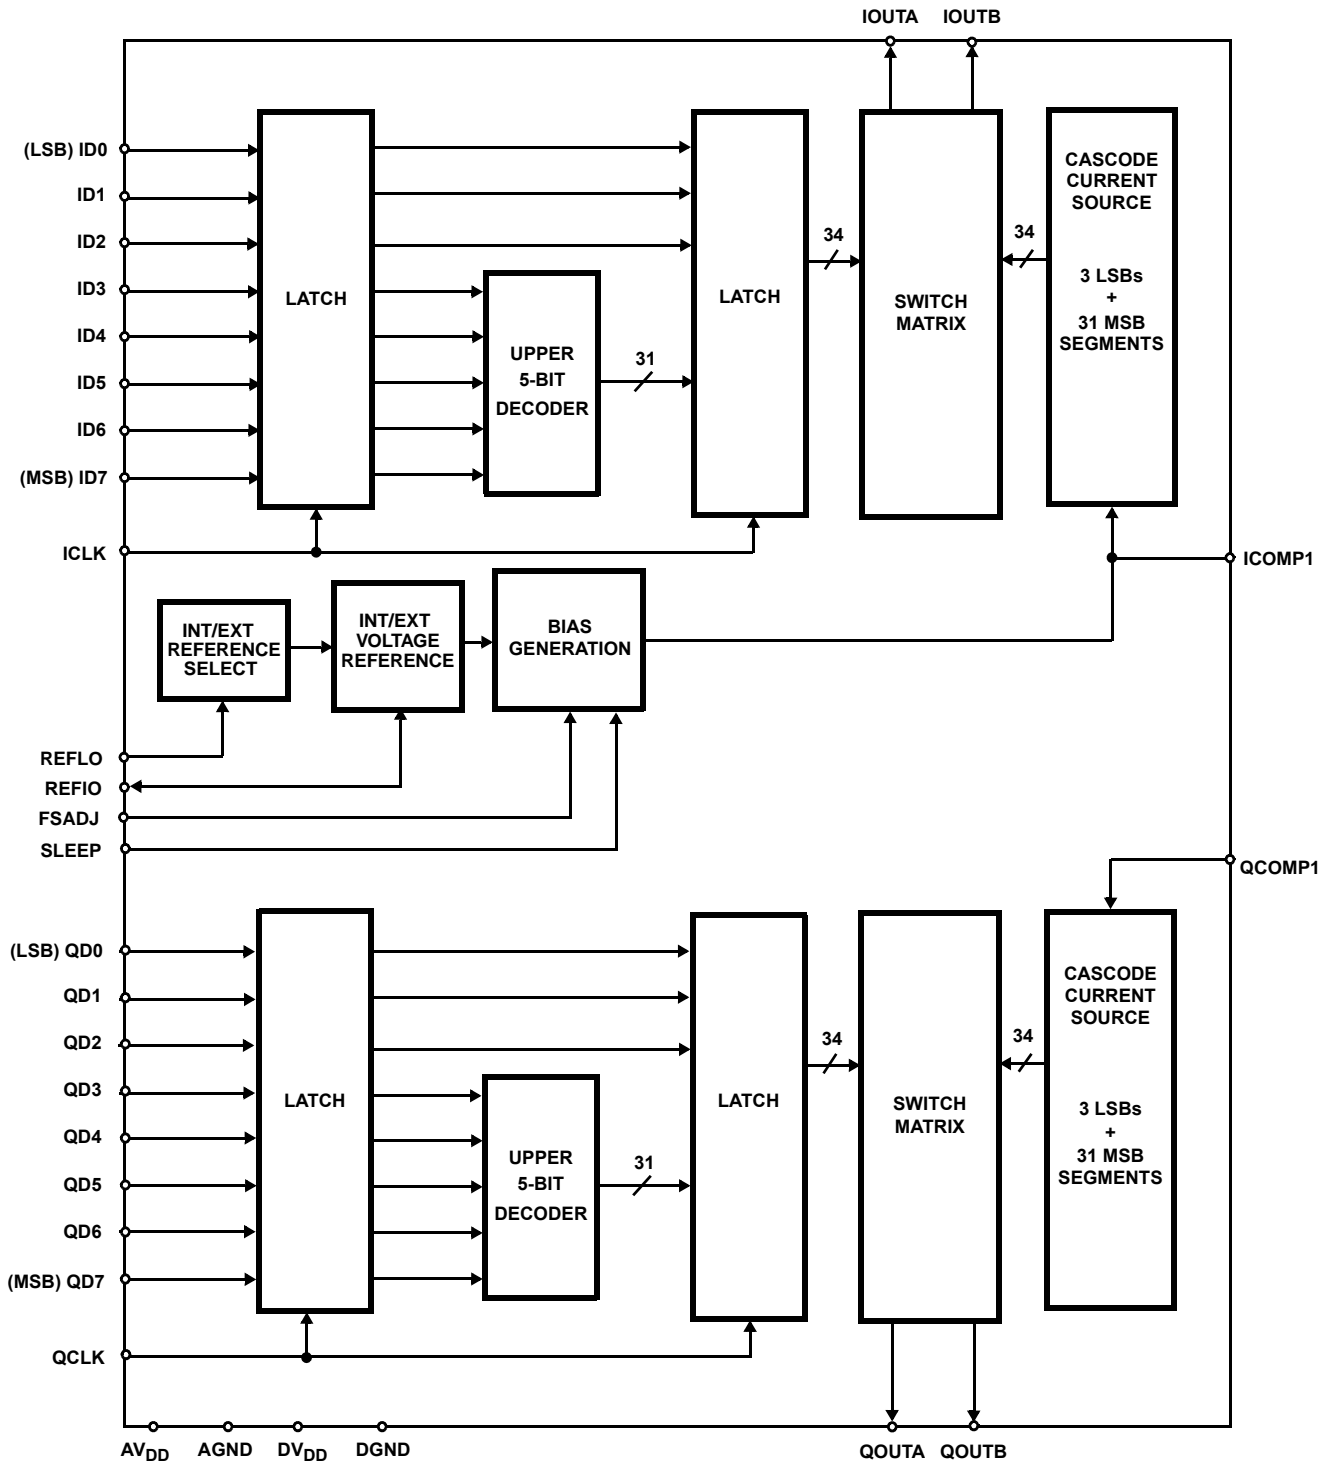 IOUTA IOUTB
(LSB) ID0
ID1
ID2
ID3
ID4
ID5
ID6
(MSB) ID7
ICLK
LATCH
UPPER
5-BIT
DECODER
31
LATCH
34
SWITCH
MATRIX
34
CASCODE
CURRENT
SOURCE
3 LSBs
+
31 MSB
SEGMENTS
ICOMP1
INT/EXT
REFERENCE
SELECT
INT/EXT
VOLTAGE
REFERENCE
BIAS
GENERATION
REFLO
REFIO
FSADJ
SLEEP
QCOMP1
(LSB) QD0
QD1
QD2
QD3
QD4
QD5
QD6
(MSB) QD7
QCLK
LATCH
UPPER
5-BIT
DECODER
31
LATCH
34
SWITCH
MATRIX
34
CASCODE
CURRENT
SOURCE
3 LSBs
+
31 MSB
SEGMENTS
AVDD AGND DVDD DGND QOUTA QOUTB